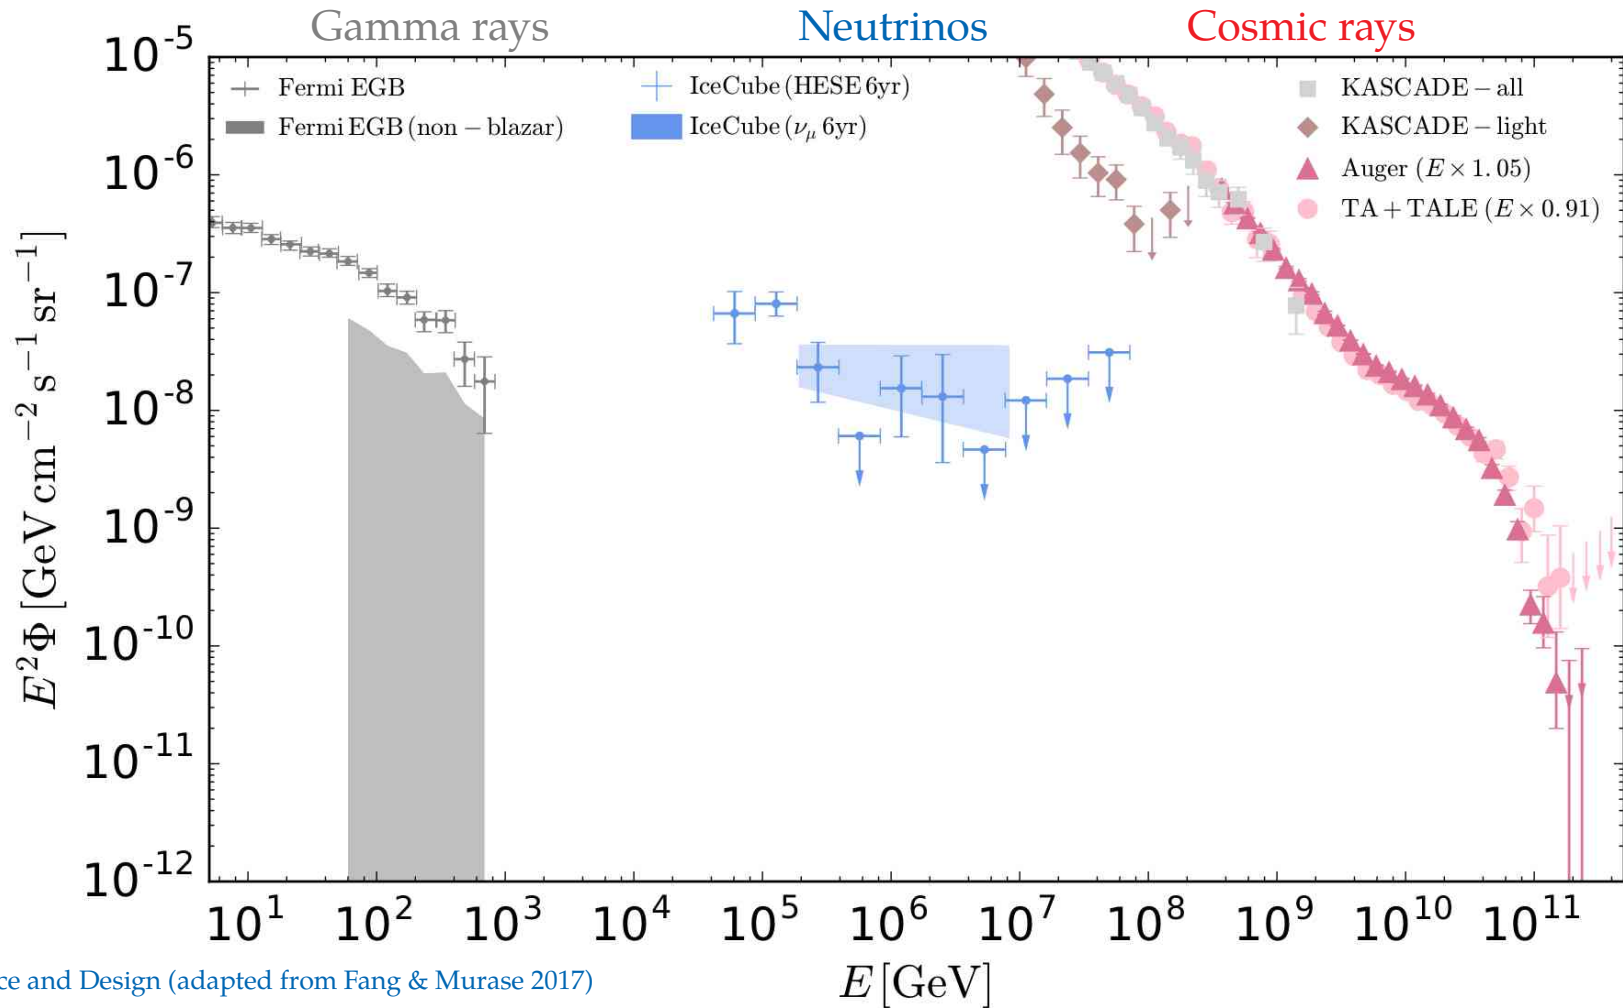 Gamma rays Neutrinos Cosmic rays
Fermi EGB
Fermi EGB (non − blazar)
IceCube (HESE 6yr)
IceCube (νμ 6yr)
KASCADE − all
KASCADE − light
Auger (E × 1.05)
TA + TALE (E × 0.91)
E²Φ [GeV cm⁻² s⁻¹ sr⁻¹]
10⁻⁵
10⁻⁶
10⁻⁷
10⁻⁸
10⁻⁹
10⁻¹⁰
10⁻¹¹
10⁻¹²
10¹ 10² 10³ 10⁴ 10⁵ 10⁶ 10⁷ 10⁸ 10⁹ 10¹⁰ 10¹¹
E [GeV]
ce and Design (adapted from Fang & Murase 2017)